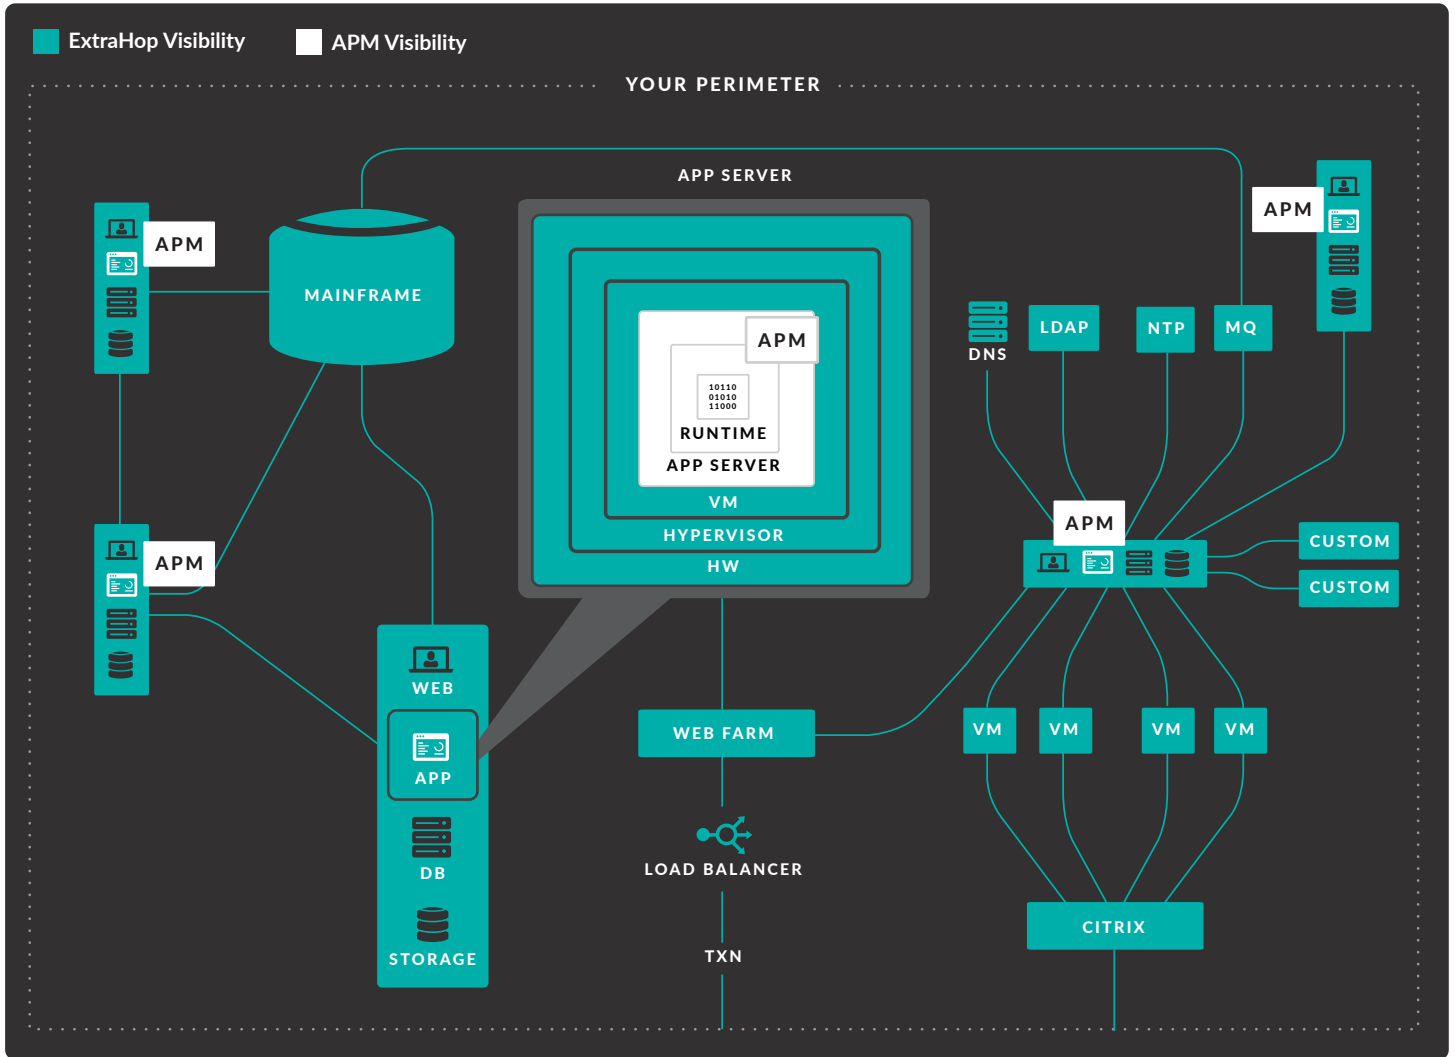 ExtraHop Visibility
APM Visibility
YOUR PERIMETER
APP SERVER
APM
APM
MAINFRAME
APM
10110
01010
11000
RUNTIME
APP SERVER
VM
HYPERVISOR
HW
DNS
LDAP
NTP
MQ
APM
APM
CUSTOM
CUSTOM
WEB
APP
DB
STORAGE
WEB FARM
LOAD BALANCER
TXN
VM
VM
VM
VM
CITRIX
APM